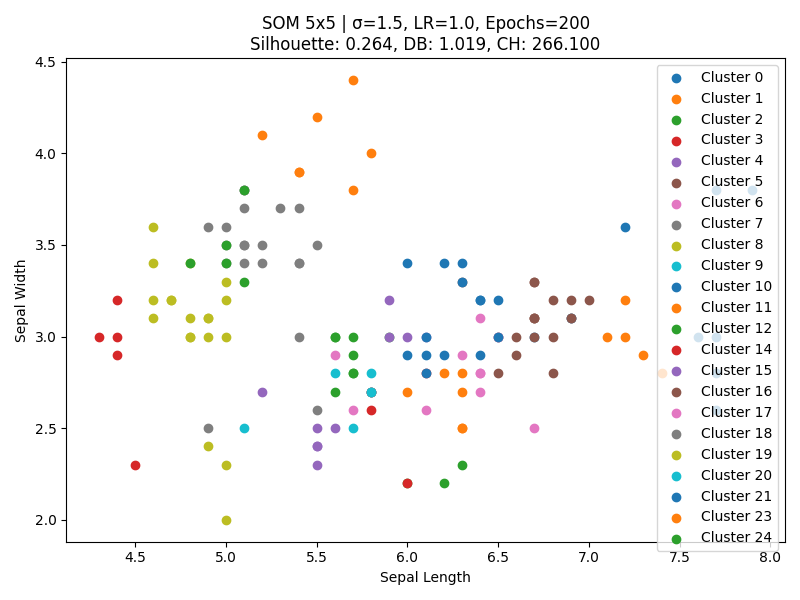 SOM 5x5 | σ=1.5, LR=1.0, Epochs=200
Silhouette: 0.264, DB: 1.019, CH: 266.100
4.5
4.0
3.5
3.0
2.5
2.0
Sepal Width
Cluster 0
Cluster 1
Cluster 2
Cluster 3
Cluster 4
Cluster 5
Cluster 6
Cluster 7
Cluster 8
Cluster 9
Cluster 10
Cluster 11
Cluster 12
Cluster 14
Cluster 15
Cluster 16
Cluster 17
Cluster 18
Cluster 19
Cluster 20
Cluster 21
Cluster 23
Cluster 24
4.5 5.0 5.5 6.0 6.5 7.0 7.5 8.0
Sepal Length